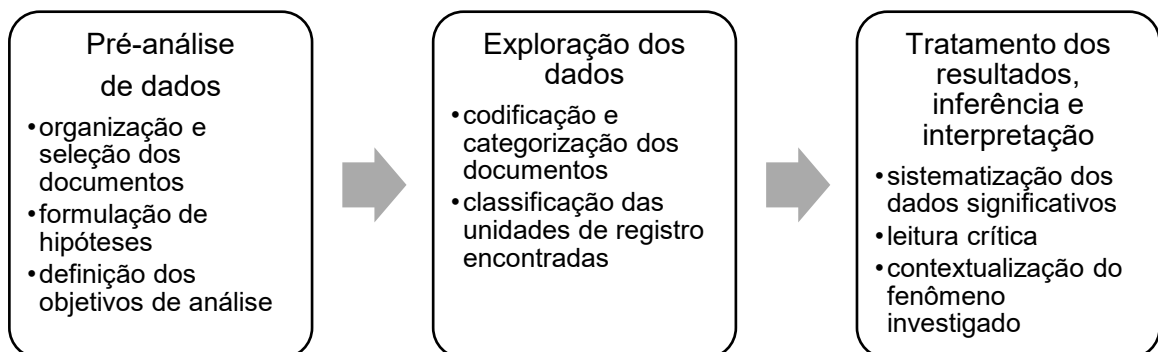 Pré-análise
de dados
•organização e
seleção dos
documentos
•formulação de
hipóteses
•definição dos
objetivos de análise
Exploração dos
dados
•codificação e
categorização dos
documentos
•classificação das
unidades de registro
encontradas
Tratamento dos
resultados,
inferência e
interpretação
•sistematização dos
dados significativos
•leitura crítica
•contextualização do
fenômeno
investigado